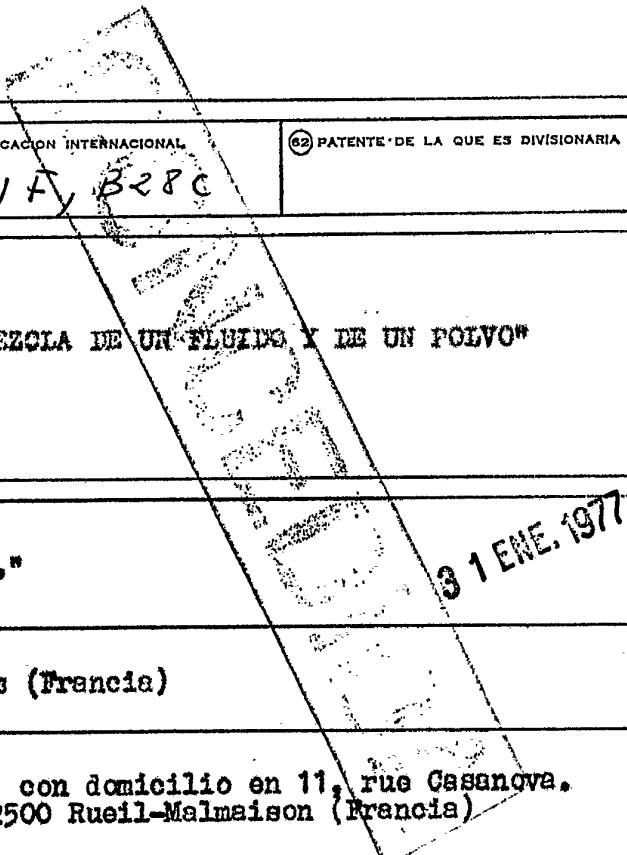 CACION INTERNACIONAL
62 PATENTE DE LA QUE ES DIVISIONARIA
F, B28C
EZCLA DE UN FLUIDO Y DE UN POLVO"
CONCEDIDA
31 ENE. 1977
."
s (Francia)
con domicilio en 11, rue Casanova.
2500 Rueil-Malmaison (Francia)